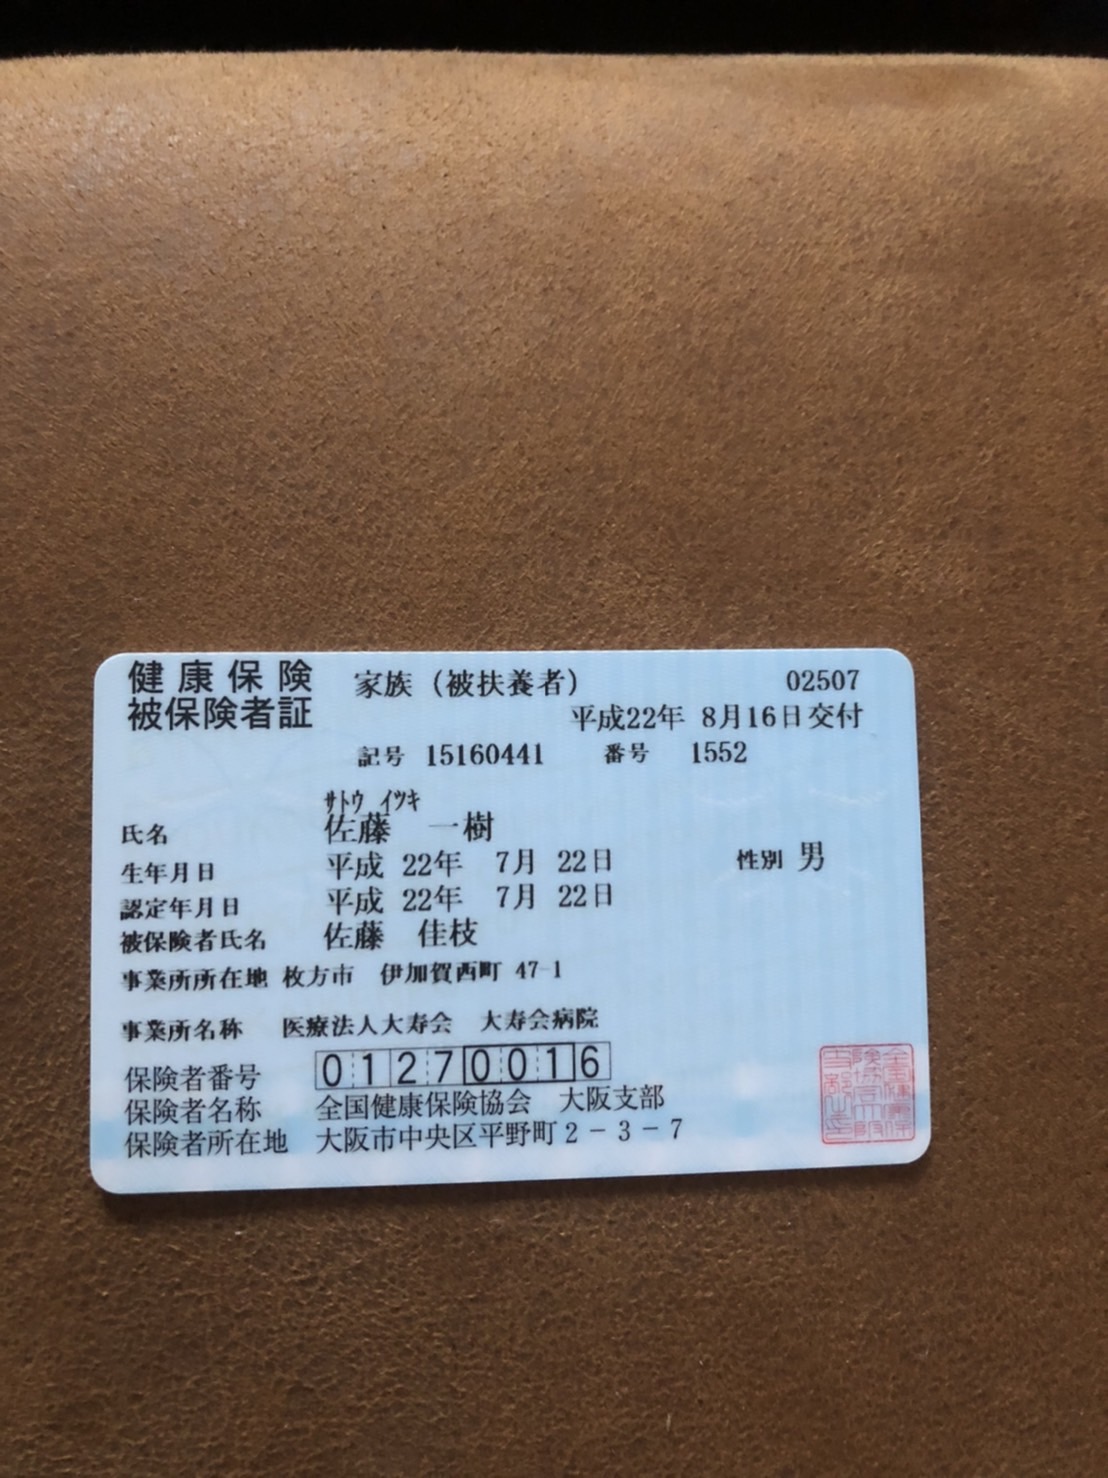 健康保険 家族（被扶養者） 02507
被保険者証 平成22年 8月16日交付
記号 15160441 番号 1552
ｻﾄｳ ｲﾂｷ
氏名 佐藤 一樹
生年月日 平成 22年 7月 22日 性別 男
認定年月日 平成 22年 7月 22日
被保険者氏名 佐藤 佳枝
事業所所在地 枚方市 伊加賀西町 47-1
事業所名称 医療法人大寿会 大寿会病院
保険者番号 01270016
保険者名称 全国健康保険協会 大阪支部
保険者所在地 大阪市中央区平野町２－３－７